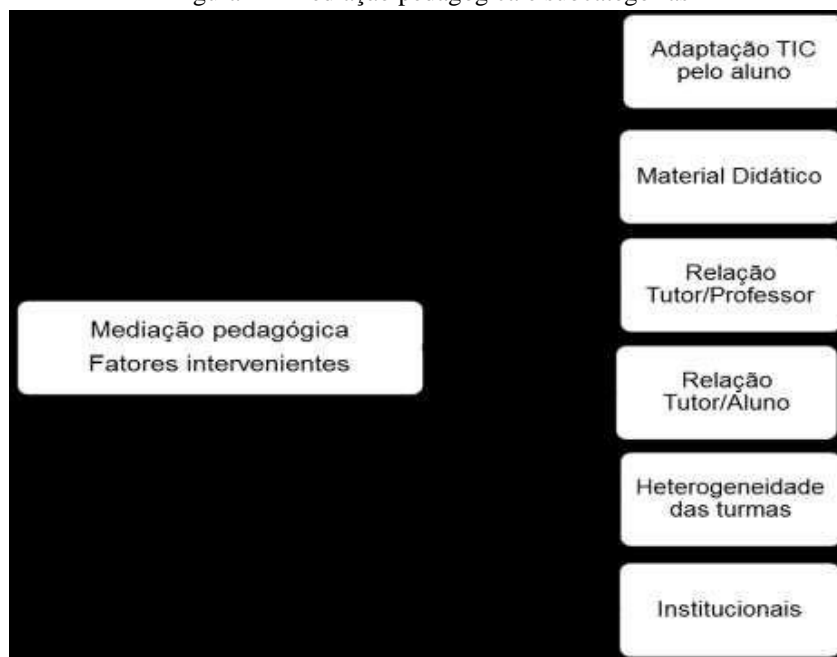 Mediação pedagógica
Fatores intervenientes
Adaptação TIC
pelo aluno
Material Didático
Relação
Tutor/Professor
Relação
Tutor/Aluno
Heterogeneidade
das turmas
Institucionais